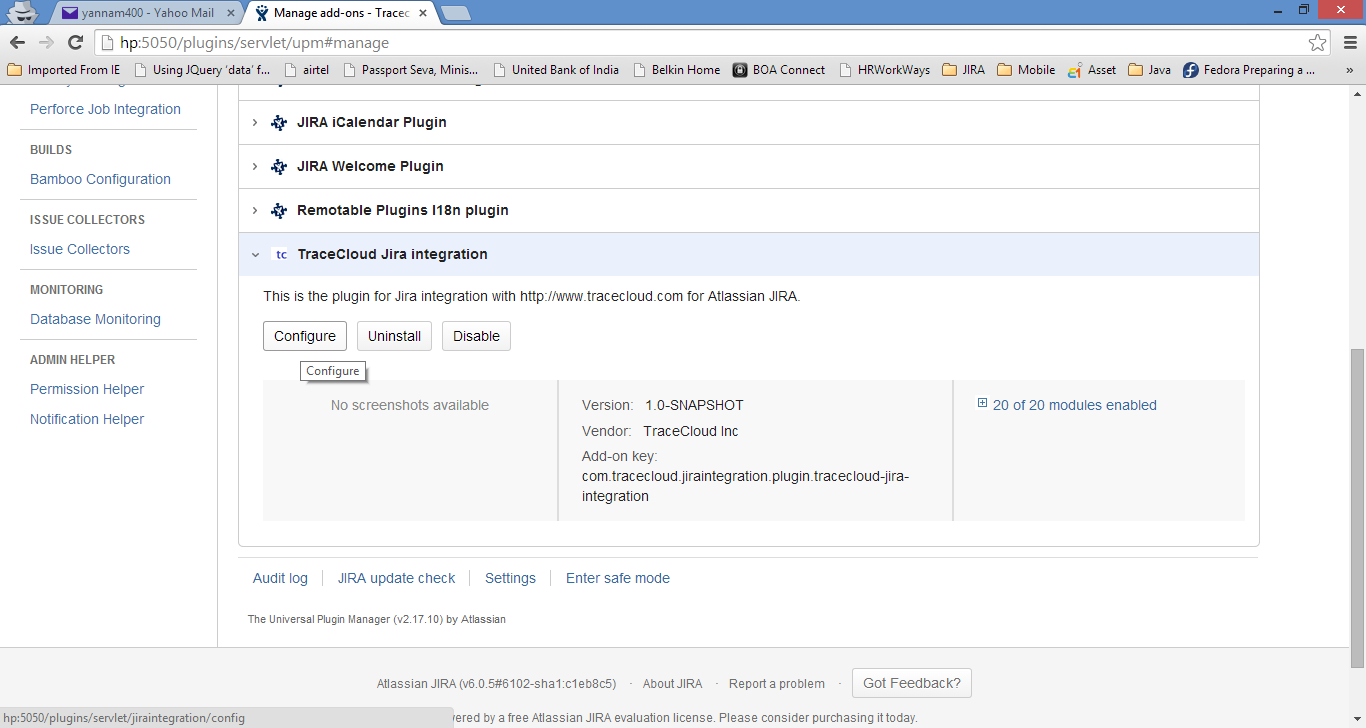 yannam400 - Yahoo Mail
Manage add-ons - Tracec
hp:5050/plugins/servlet/upm#manage
Imported From IE
Using JQuery 'data' f...
airtel
Passport Seva, Minis...
United Bank of India
Belkin Home
BOA Connect
HRWorkWays
JIRA
Mobile
Asset
Java
Fedora Preparing a ...
»
Perforce Job Integration
BUILDS
Bamboo Configuration
ISSUE COLLECTORS
Issue Collectors
MONITORING
Database Monitoring
ADMIN HELPER
Permission Helper
Notification Helper
JIRA iCalendar Plugin
JIRA Welcome Plugin
Remotable Plugins I18n plugin
tc TraceCloud Jira integration
This is the plugin for Jira integration with http://www.tracecloud.com for Atlassian JIRA.
Configure Uninstall Disable
Configure
No screenshots available
Version: 1.0-SNAPSHOT
Vendor: TraceCloud Inc
Add-on key:
com.tracecloud.jiraintegration.plugin.tracecloud-jira-
integration
20 of 20 modules enabled
Audit log JIRA update check Settings Enter safe mode
The Universal Plugin Manager (v2.17.10) by Atlassian
Atlassian JIRA (v6.0.5#6102-sha1:c1eb8c5) · About JIRA · Report a problem · Got Feedback?
hp:5050/plugins/servlet/jiraintegration/config
by a free Atlassian JIRA evaluation license. Please consider purchasing it today.